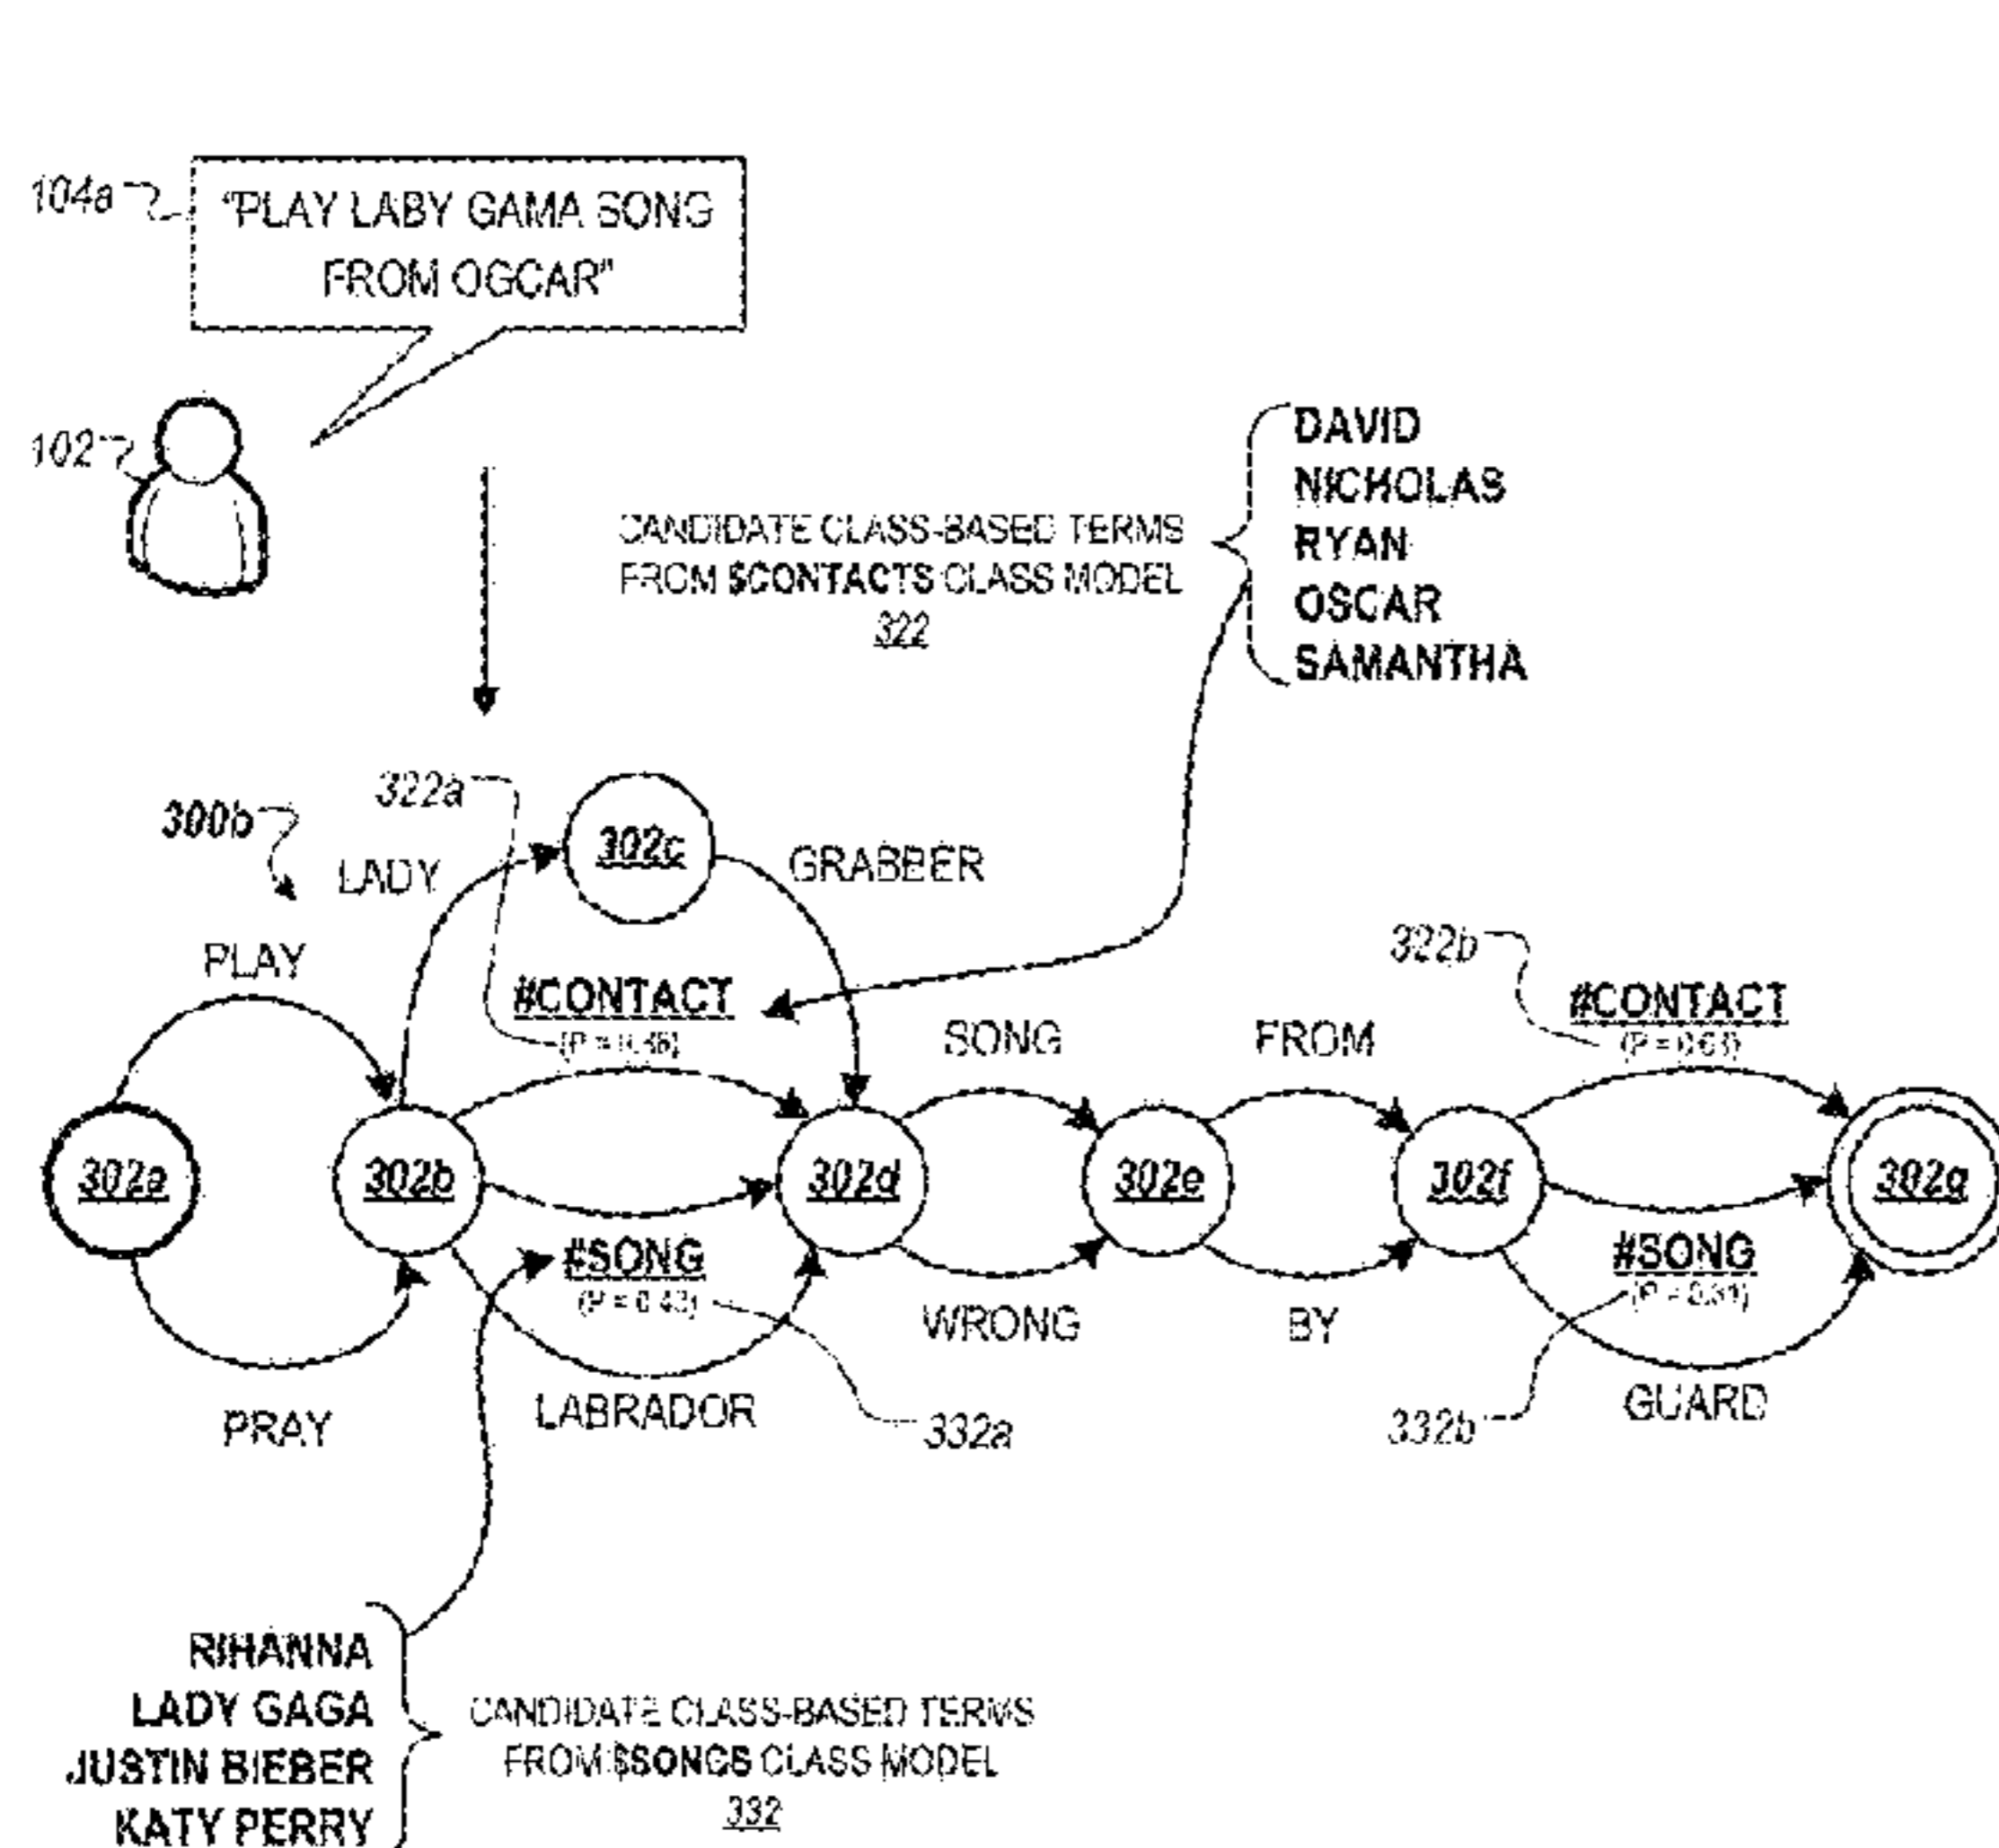 104a
"PLAY LABY GAMA SONG
FROM OGCAR"
102
CANDIDATE CLASS-BASED TERMS
FROM $CONTACTS CLASS MODEL
322
DAVID
NICHOLAS
RYAN
OSCAR
SAMANTHA
322a
300b
LADY
302c
GRABBER
PLAY
#CONTACT
SONG
FROM
322b
#CONTACT
302a
302b
302d
302e
302f
302g
#SONG
#SONG
WRONG
BY
PRAY
LABRADOR
332a
332b
GUARD
RIHANNA
LADY GAGA
JUSTIN BIEBER
KATY PERRY
CANDIDATE CLASS-BASED TERMS
FROM $SONGS CLASS MODEL
332